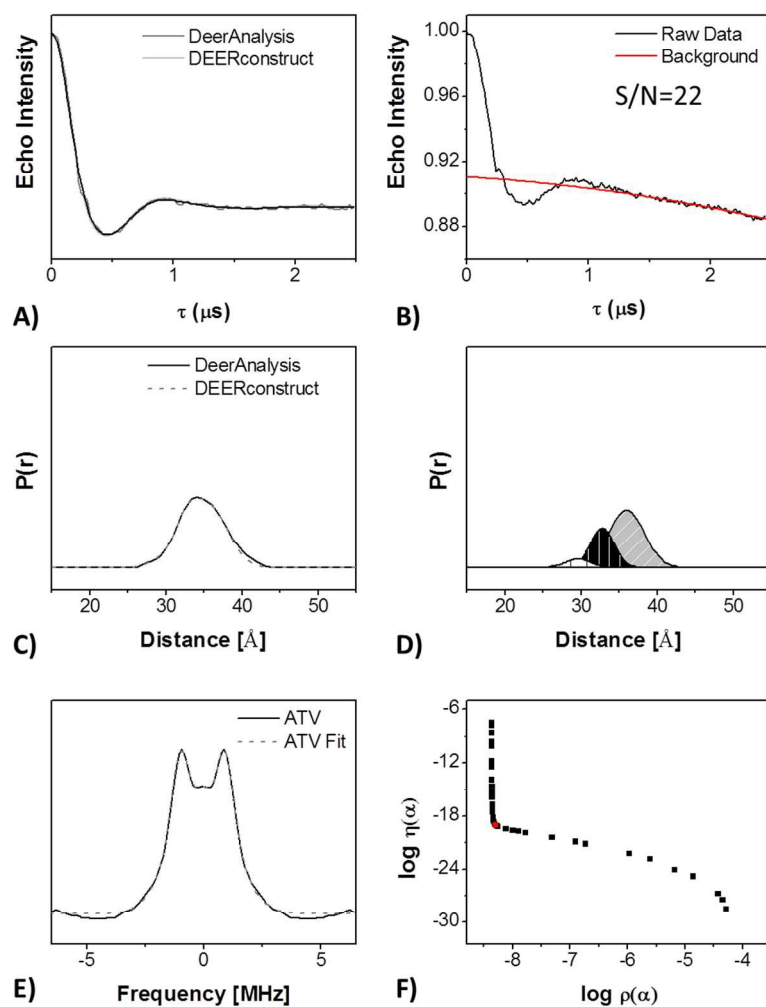 DeerAnalysis
DEERconstruct
Echo Intensity
0
1
2
τ (μs)
A)
1.00
0.96
0.92
0.88
Raw Data
Background
S/N=22
Echo Intensity
0
1
2
τ (μs)
B)
DeerAnalysis
DEERconstruct
P(r)
20
30
40
50
Distance [Å]
C)
P(r)
20
30
40
50
Distance [Å]
D)
ATV
ATV Fit
-5
0
5
Frequency [MHz]
E)
-6
-12
-18
-24
-30
log η(α)
-8
-7
-6
-5
-4
log ρ(α)
F)